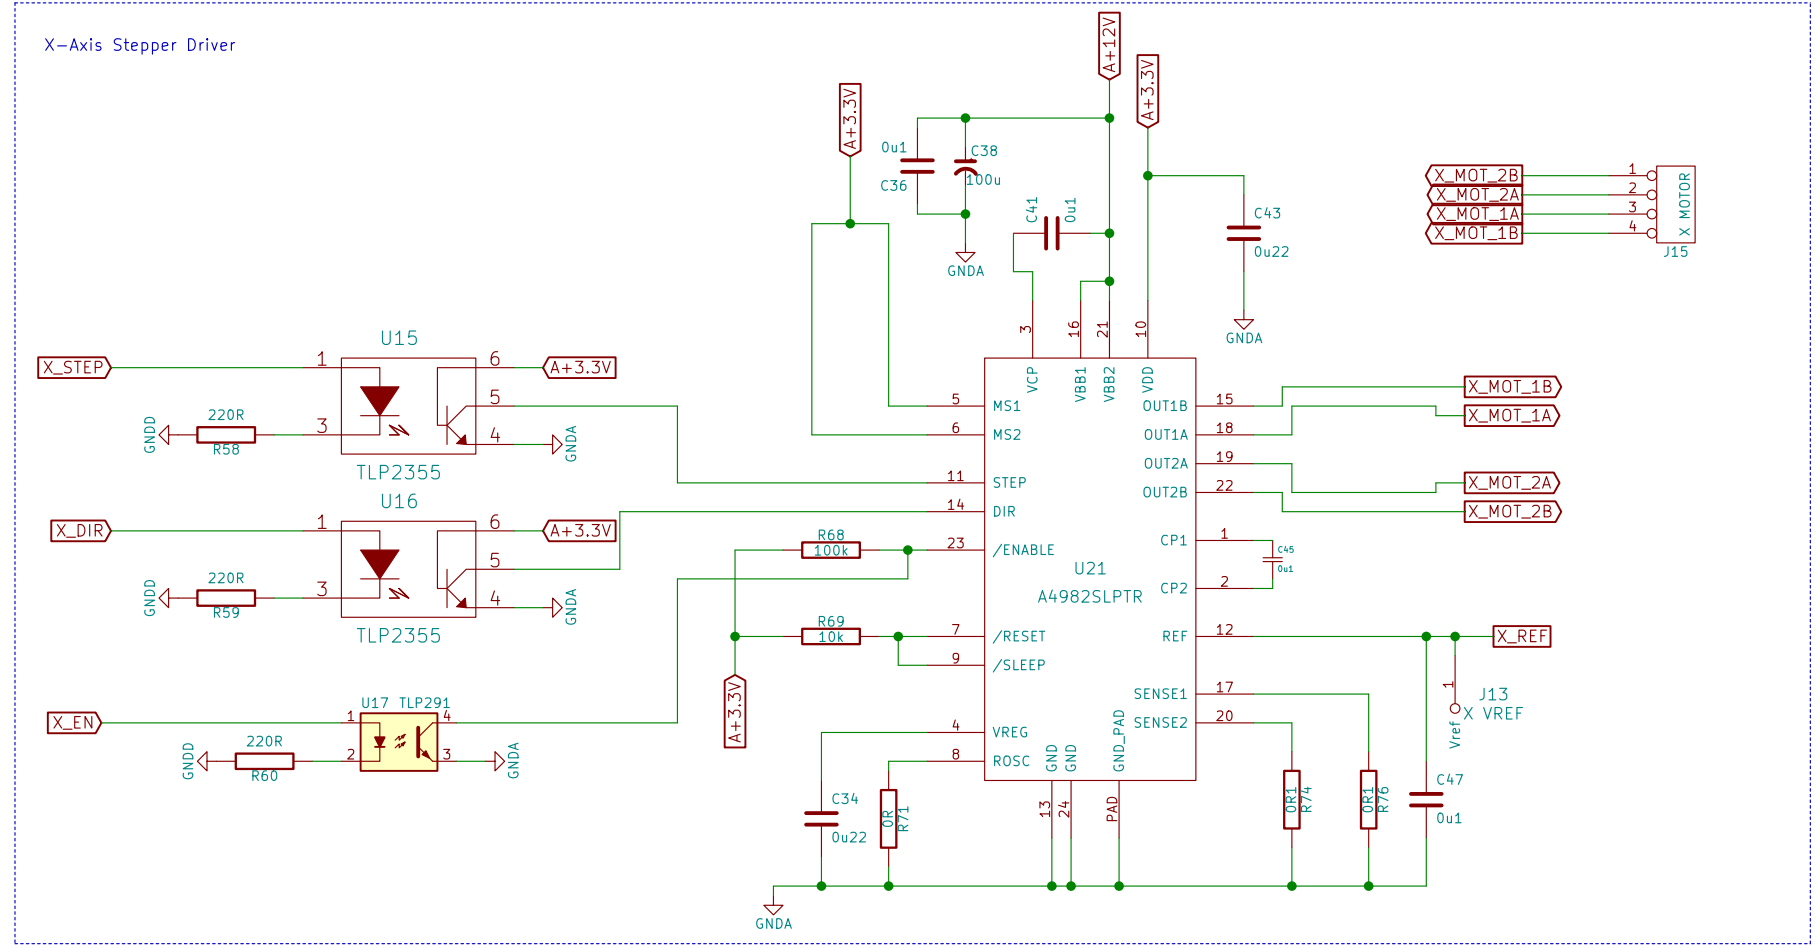 X-Axis Stepper Driver
A+12V
A+3.3V
A+3.3V
0u1
C36
C38
100u
GNDA
C41
0u1
C43
0u22
GNDA
X_MOT_2B
X_MOT_2A
X_MOT_1A
X_MOT_1B
1
2
3
4
X MOTOR
J15
U15
X_STEP
1
6
A+3.3V
5
3
4
GNDD
220R
R58
GNDA
TLP2355
U16
X_DIR
1
6
A+3.3V
5
3
4
GNDD
220R
R59
GNDA
TLP2355
U17 TLP291
X_EN
1
4
2
3
GNDD
220R
R60
GNDA
3
16
21
10
VCP
VBB1
VBB2
VDD
5
MS1
6
MS2
11
STEP
14
DIR
23
/ENABLE
7
/RESET
9
/SLEEP
4
VREG
8
ROSC
R68
100k
R69
10k
A+3.3V
U21
A4982SLPTR
OUT1B
15
OUT1A
18
OUT2A
19
OUT2B
22
CP1
1
CP2
2
REF
12
SENSE1
17
SENSE2
20
X_MOT_1B
X_MOT_1A
X_MOT_2A
X_MOT_2B
C45
0u1
X_REF
1
J13
X VREF
Vref
GND
GND
GND_PAD
13
24
PAD
C34
0u22
0R
R71
0R1
R74
0R1
R76
C47
0u1
GNDA